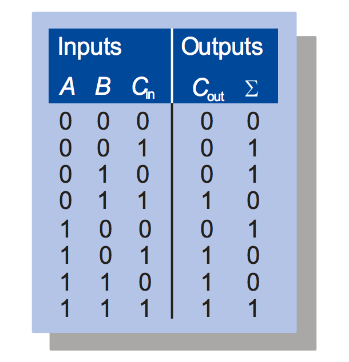 Inputs Outputs
A B Cin Cout Σ
0 0 0 0 0
0 0 1 0 1
0 1 0 0 1
0 1 1 1 0
1 0 0 0 1
1 0 1 1 0
1 1 0 1 0
1 1 1 1 1